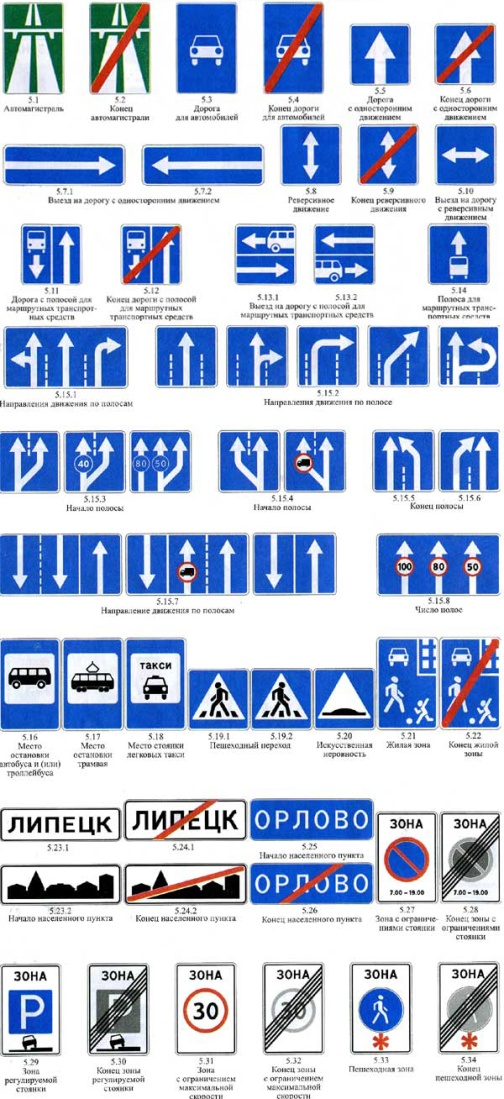 5.1
Автомагистраль
5.2
Конец
автомагистрали
5.3
Дорога
для автомобилей
5.4
Конец дороги
для автомобилей
5.5
Дорога
с односторонним
движением
5.6
Конец дороги
с односторонним
движением
5.7.1
5.7.2
Выезд на дорогу с односторонним движением
5.8
Реверсивное
движение
5.9
Конец реверсивного
движения
5.10
Выезд на дорогу
с реверсивным
движением
5.11
Дорога с полосой для
маршрутных транспорт-
ных средств
5.12
Конец дороги с полосой
для маршрутных
транспортных средств
5.13.1
5.13.2
Выезд на дорогу с полосой для
маршрутных транспортных средств
5.14
Полоса для
маршрутных транс-
портных средств
5.15.1
Направления движения по полосам
5.15.2
Направления движения по полосе
40
80
50
5.15.3
Начало полосы
5.15.4
Начало полосы
5.15.5
5.15.6
Конец полосы
5.15.7
Направление движения по полосам
100
80
50
5.15.8
Число полос
5.16
Место
остановки
автобуса и (или)
троллейбуса
5.17
Место
остановки
трамвая
такси
5.18
Место стоянки
легковых такси
5.19.1
5.19.2
Пешеходный переход
5.20
Искусственная
неровность
5.21
Жилая зона
5.22
Конец жилой
зоны
ЛИПЕЦК
5.23.1
ЛИПЕЦК
5.24.1
ОРЛОВО
5.25
Начало населенного пункта
5.23.2
Начало населенного пункта
5.24.2
Конец населенного пункта
ОРЛОВО
5.26
Конец населенного пункта
ЗОНА
7.00 – 19.00
5.27
Зона с ограниче-
ниями стоянки
ЗОНА
7.00 – 19.00
5.28
Конец зоны с
ограничениями
стоянки
ЗОНА
P
5.29
Зона
регулируемой
стоянки
ЗОНА
P
5.30
Конец зоны
регулируемой
стоянки
ЗОНА
30
5.31
Зона
с ограничением
максимальной
скорости
ЗОНА
30
5.32
Конец зоны
с ограничением
максимальной
скорости
ЗОНА
5.33
Пешеходная зона
ЗОНА
5.34
Конец
пешеходной зоны